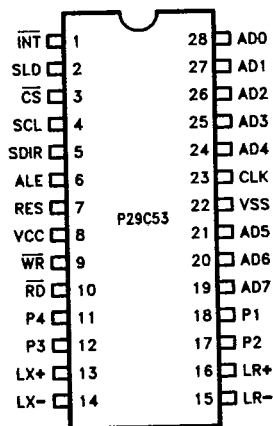 INT 1 28 AD0
SLD 2 27 AD1
CS 3 26 AD2
SCL 4 25 AD3
SDIR 5 24 AD4
ALE 6 23 CLK
RES 7 22 VSS
P29C53
VCC 8 21 AD5
WR 9 20 AD6
RD 10 19 AD7
P4 11 18 P1
P3 12 17 P2
LX+ 13 16 LR+
LX- 14 15 LR-